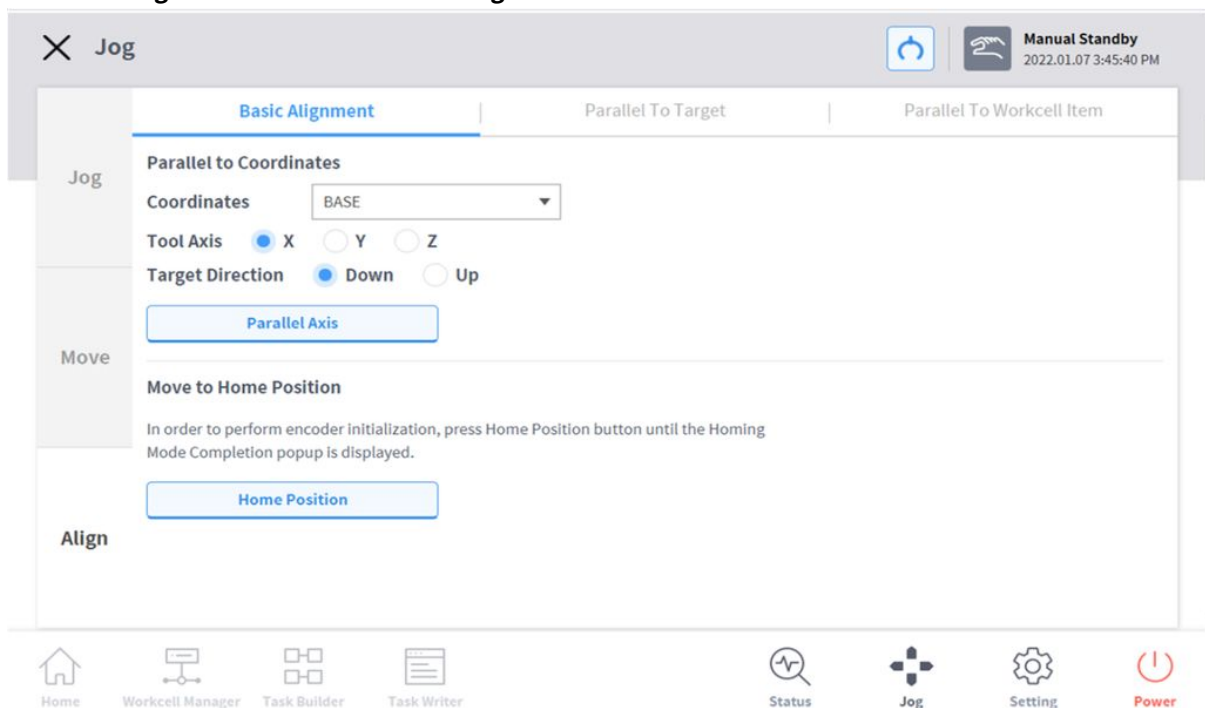 Jog
Manual Standby
2022.01.07 3:45:40 PM
Basic Alignment
Parallel To Target
Parallel To Workcell Item
Jog
Move
Align
Parallel to Coordinates
Coordinates BASE
Tool Axis X Y Z
Target Direction Down Up
Parallel Axis
Move to Home Position
In order to perform encoder initialization, press Home Position button until the Homing
Mode Completion popup is displayed.
Home Position
Home Workcell Manager Task Builder Task Writer Status Jog Setting Power